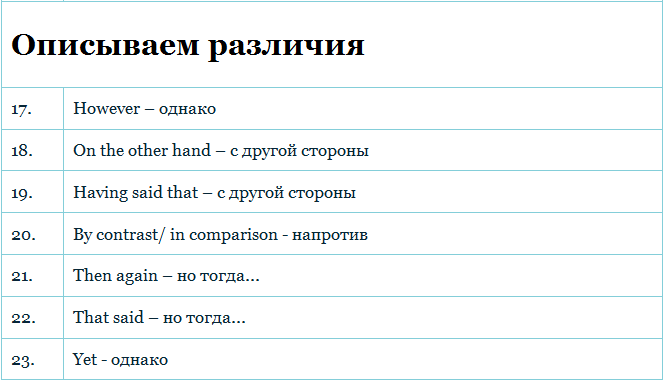 Описываем различия
17. However – однако
18. On the other hand – с другой стороны
19. Having said that – с другой стороны
20. By contrast/ in comparison - напротив
21. Then again – но тогда...
22. That said – но тогда...
23. Yet - однако